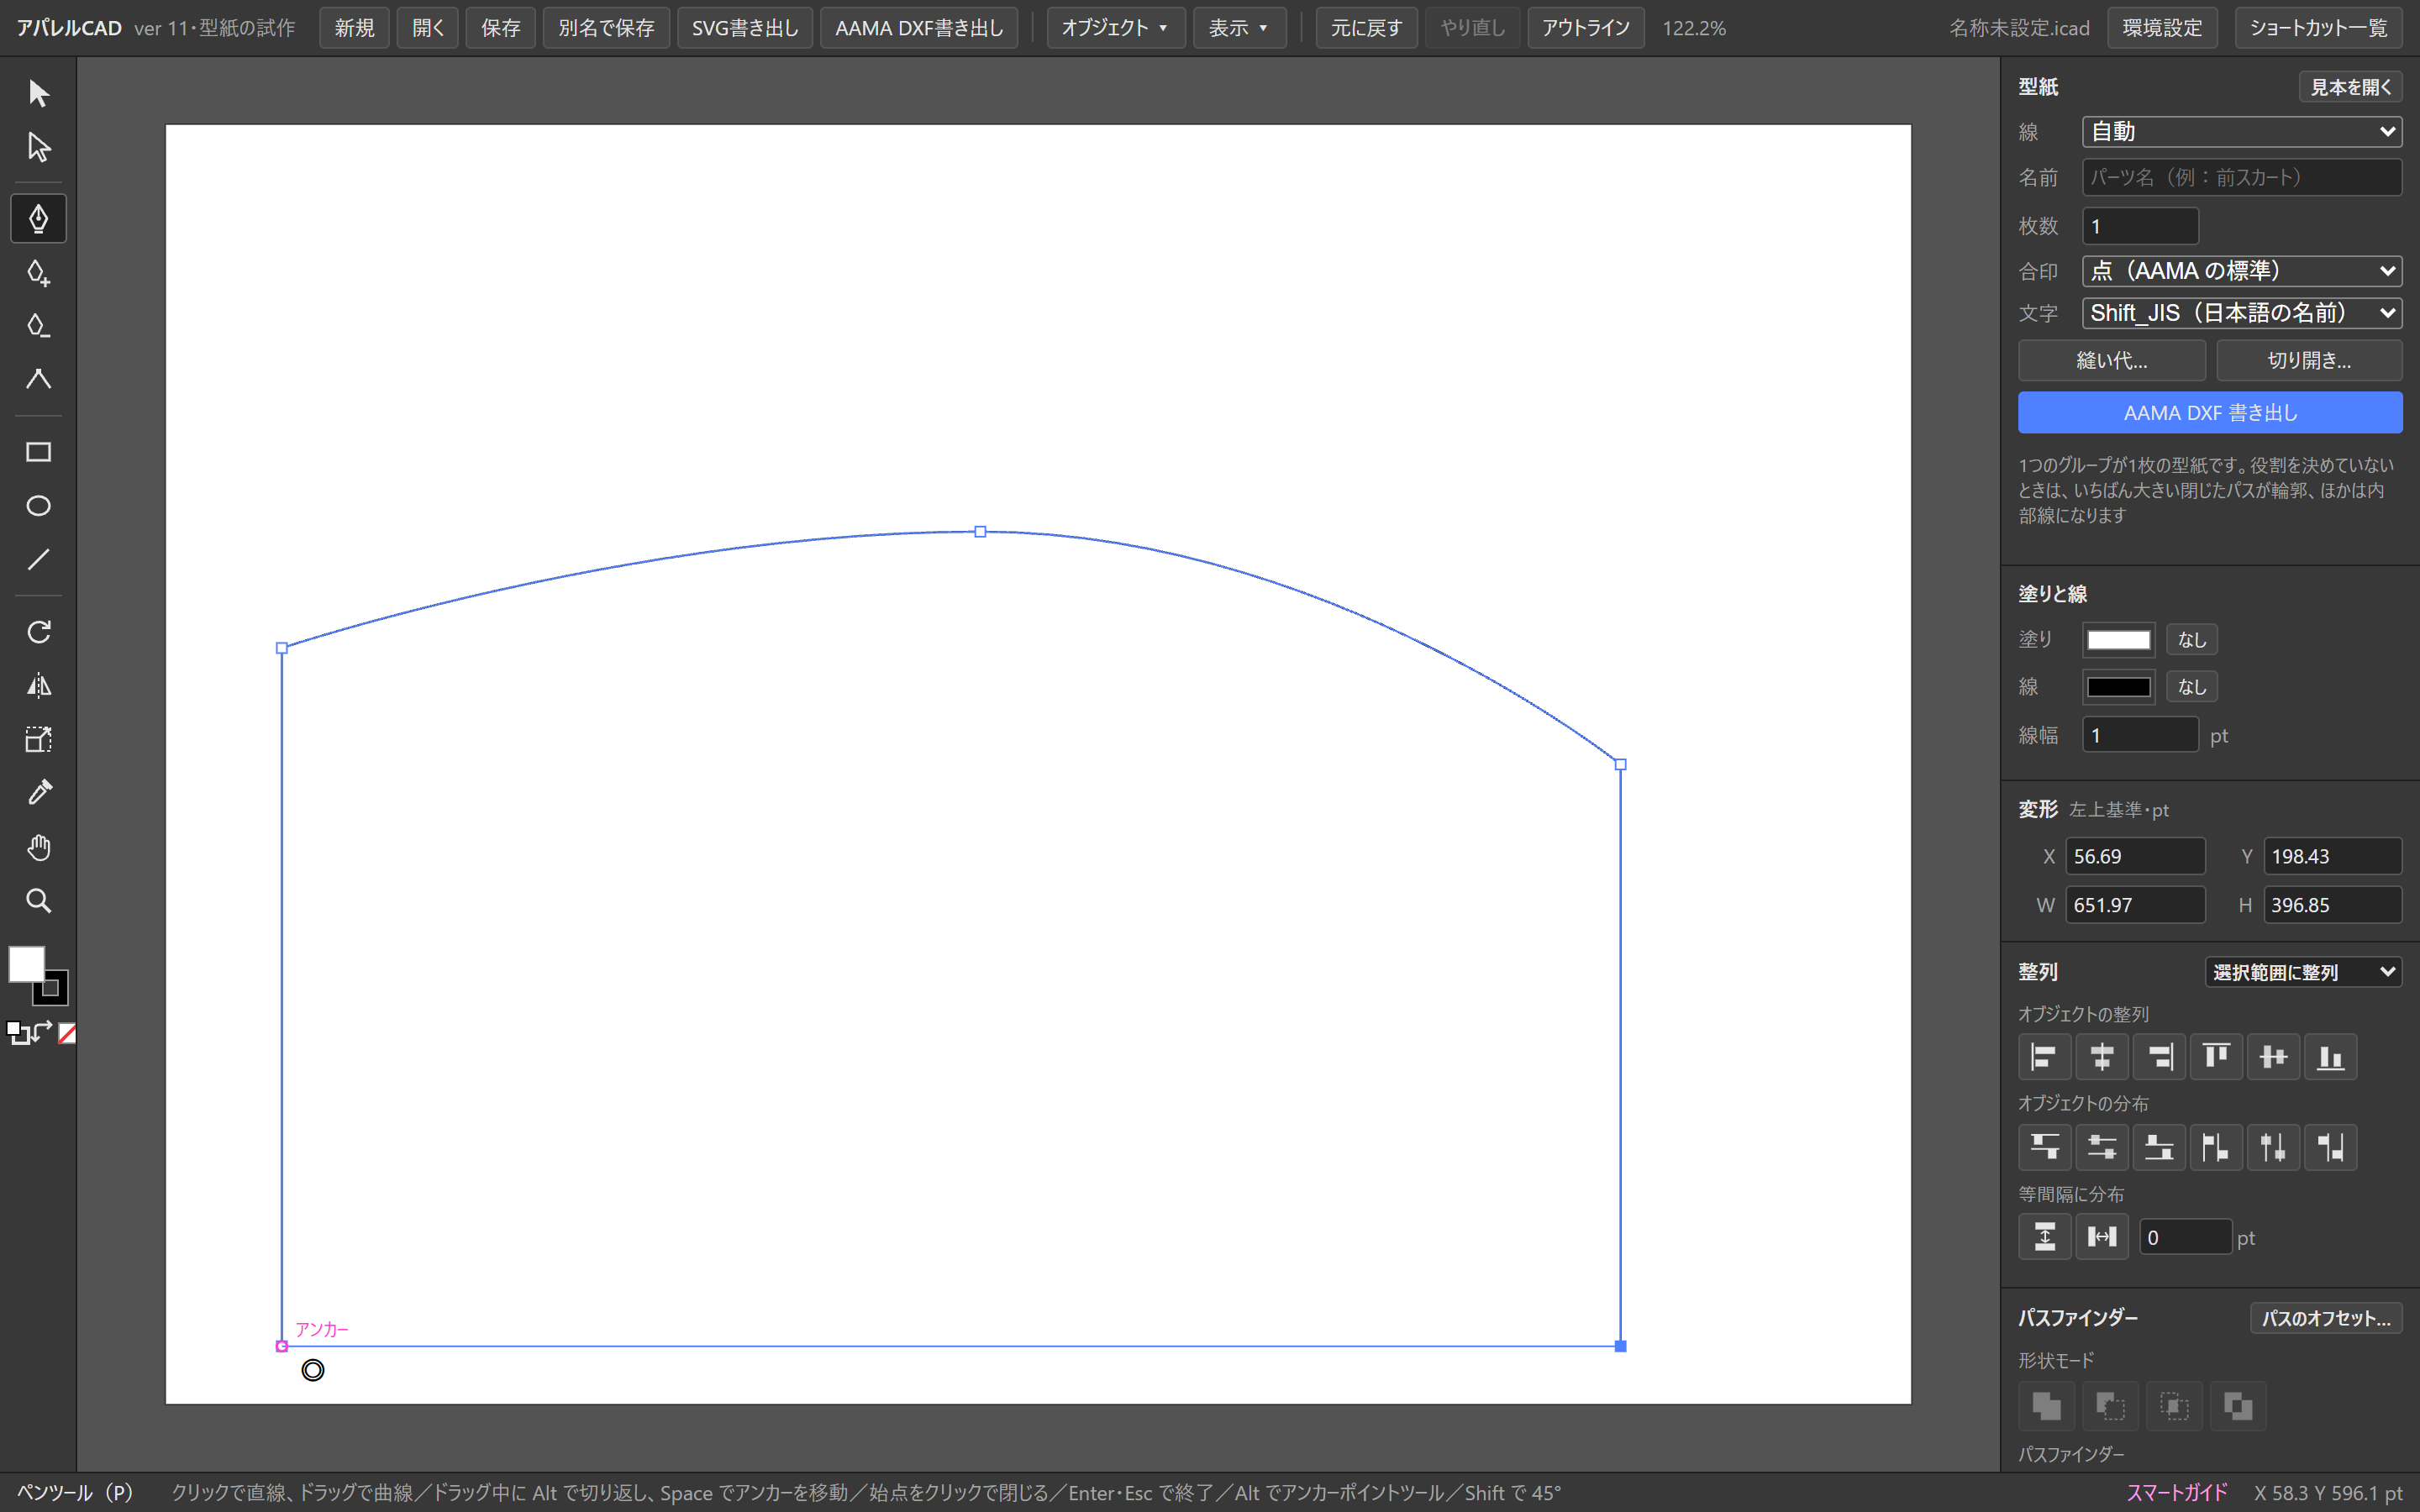 アパレルCAD ver 11・型紙の試作 新規 開く 保存 別名で保存 SVG書き出し AAMA DXF書き出し オブジェクト ▼ 表示 ▼ 元に戻す やり直し アウトライン 122.2% 名称未設定.icad 環境設定 ショートカット一覧
型紙 見本を開く
線 自動
名前 パーツ名（例：前スカート）
枚数 1
合印 点（AAMA の標準）
文字 Shift_JIS（日本語の名前）
縫い代... 切り開き...
AAMA DXF 書き出し
1つのグループが1枚の型紙です。役割を決めていない
ときは、いちばん大きい閉じたパスが輪郭、ほかは内
部線になります
塗りと線
塗り なし
線 なし
線幅 1 pt
変形 左上基準・pt
X 56.69 Y 198.43
W 651.97 H 396.85
整列 選択範囲に整列
オブジェクトの整列
オブジェクトの分布
等間隔に分布
0 pt
パスファインダー パスのオフセット...
形状モード
パスファインダー
アンカー
ペンツール（P） クリックで直線、ドラッグで曲線／ドラッグ中に Alt で切り返し、Space でアンカーを移動／始点をクリックで閉じる／Enter・Esc で終了／Alt でアンカーポイントツール／Shift で 45° スマートガイド X 58.3 Y 596.1 pt